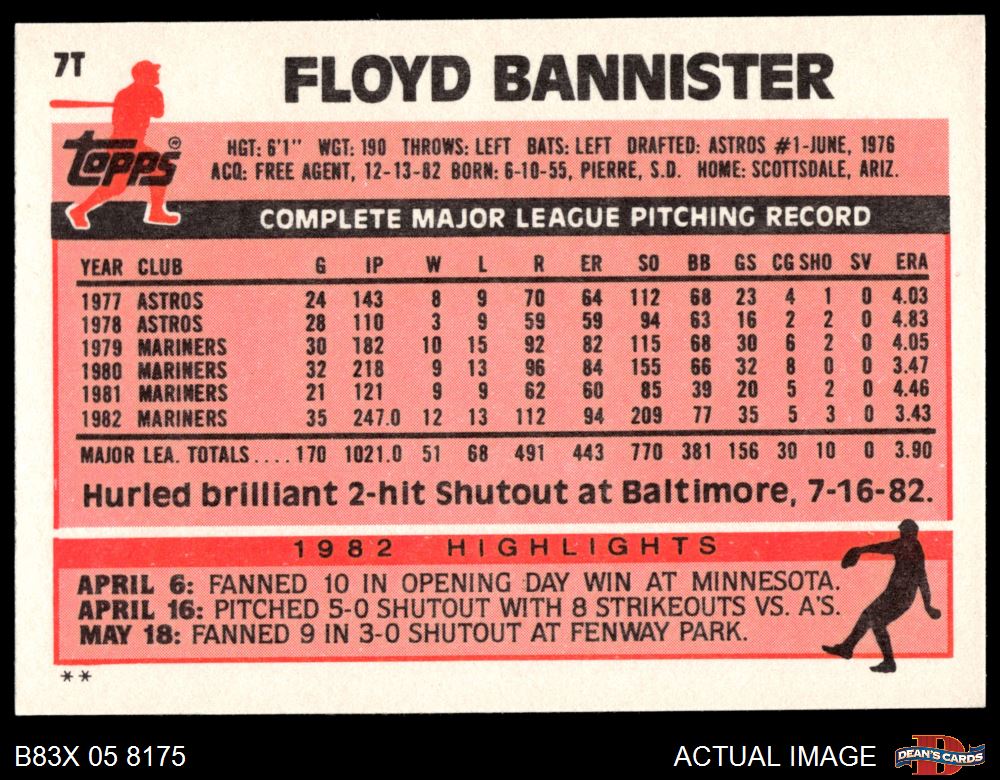 7T
FLOYD BANNISTER
topps®
HGT: 6'1" WGT: 190 THROWS: LEFT BATS: LEFT DRAFTED: ASTROS #1-JUNE, 1976
ACQ: FREE AGENT, 12-13-82 BORN: 6-10-55, PIERRE, S.D. HOME: SCOTTSDALE, ARIZ.
COMPLETE MAJOR LEAGUE PITCHING RECORD
YEAR CLUB G IP W L R ER SO BB GS CG SHO SV ERA
1977 ASTROS 24 143 8 9 70 64 112 68 23 4 1 0 4.03
1978 ASTROS 28 110 3 9 59 59 94 63 16 2 2 0 4.83
1979 MARINERS 30 182 10 15 92 82 115 68 30 6 2 0 4.05
1980 MARINERS 32 218 9 13 96 84 155 66 32 8 0 0 3.47
1981 MARINERS 21 121 9 9 62 60 85 39 20 5 2 0 4.46
1982 MARINERS 35 247.0 12 13 112 94 209 77 35 5 3 0 3.43
MAJOR LEA. TOTALS....170 1021.0 51 68 491 443 770 381 156 30 10 0 3.90
Hurled brilliant 2-hit Shutout at Baltimore, 7-16-82.
1982 HIGHLIGHTS
APRIL 6: FANNED 10 IN OPENING DAY WIN AT MINNESOTA.
APRIL 16: PITCHED 5-0 SHUTOUT WITH 8 STRIKEOUTS VS. A'S.
MAY 18: FANNED 9 IN 3-0 SHUTOUT AT FENWAY PARK.
**
B83X 05 8175
ACTUAL IMAGE
D
DEAN'S CARDS